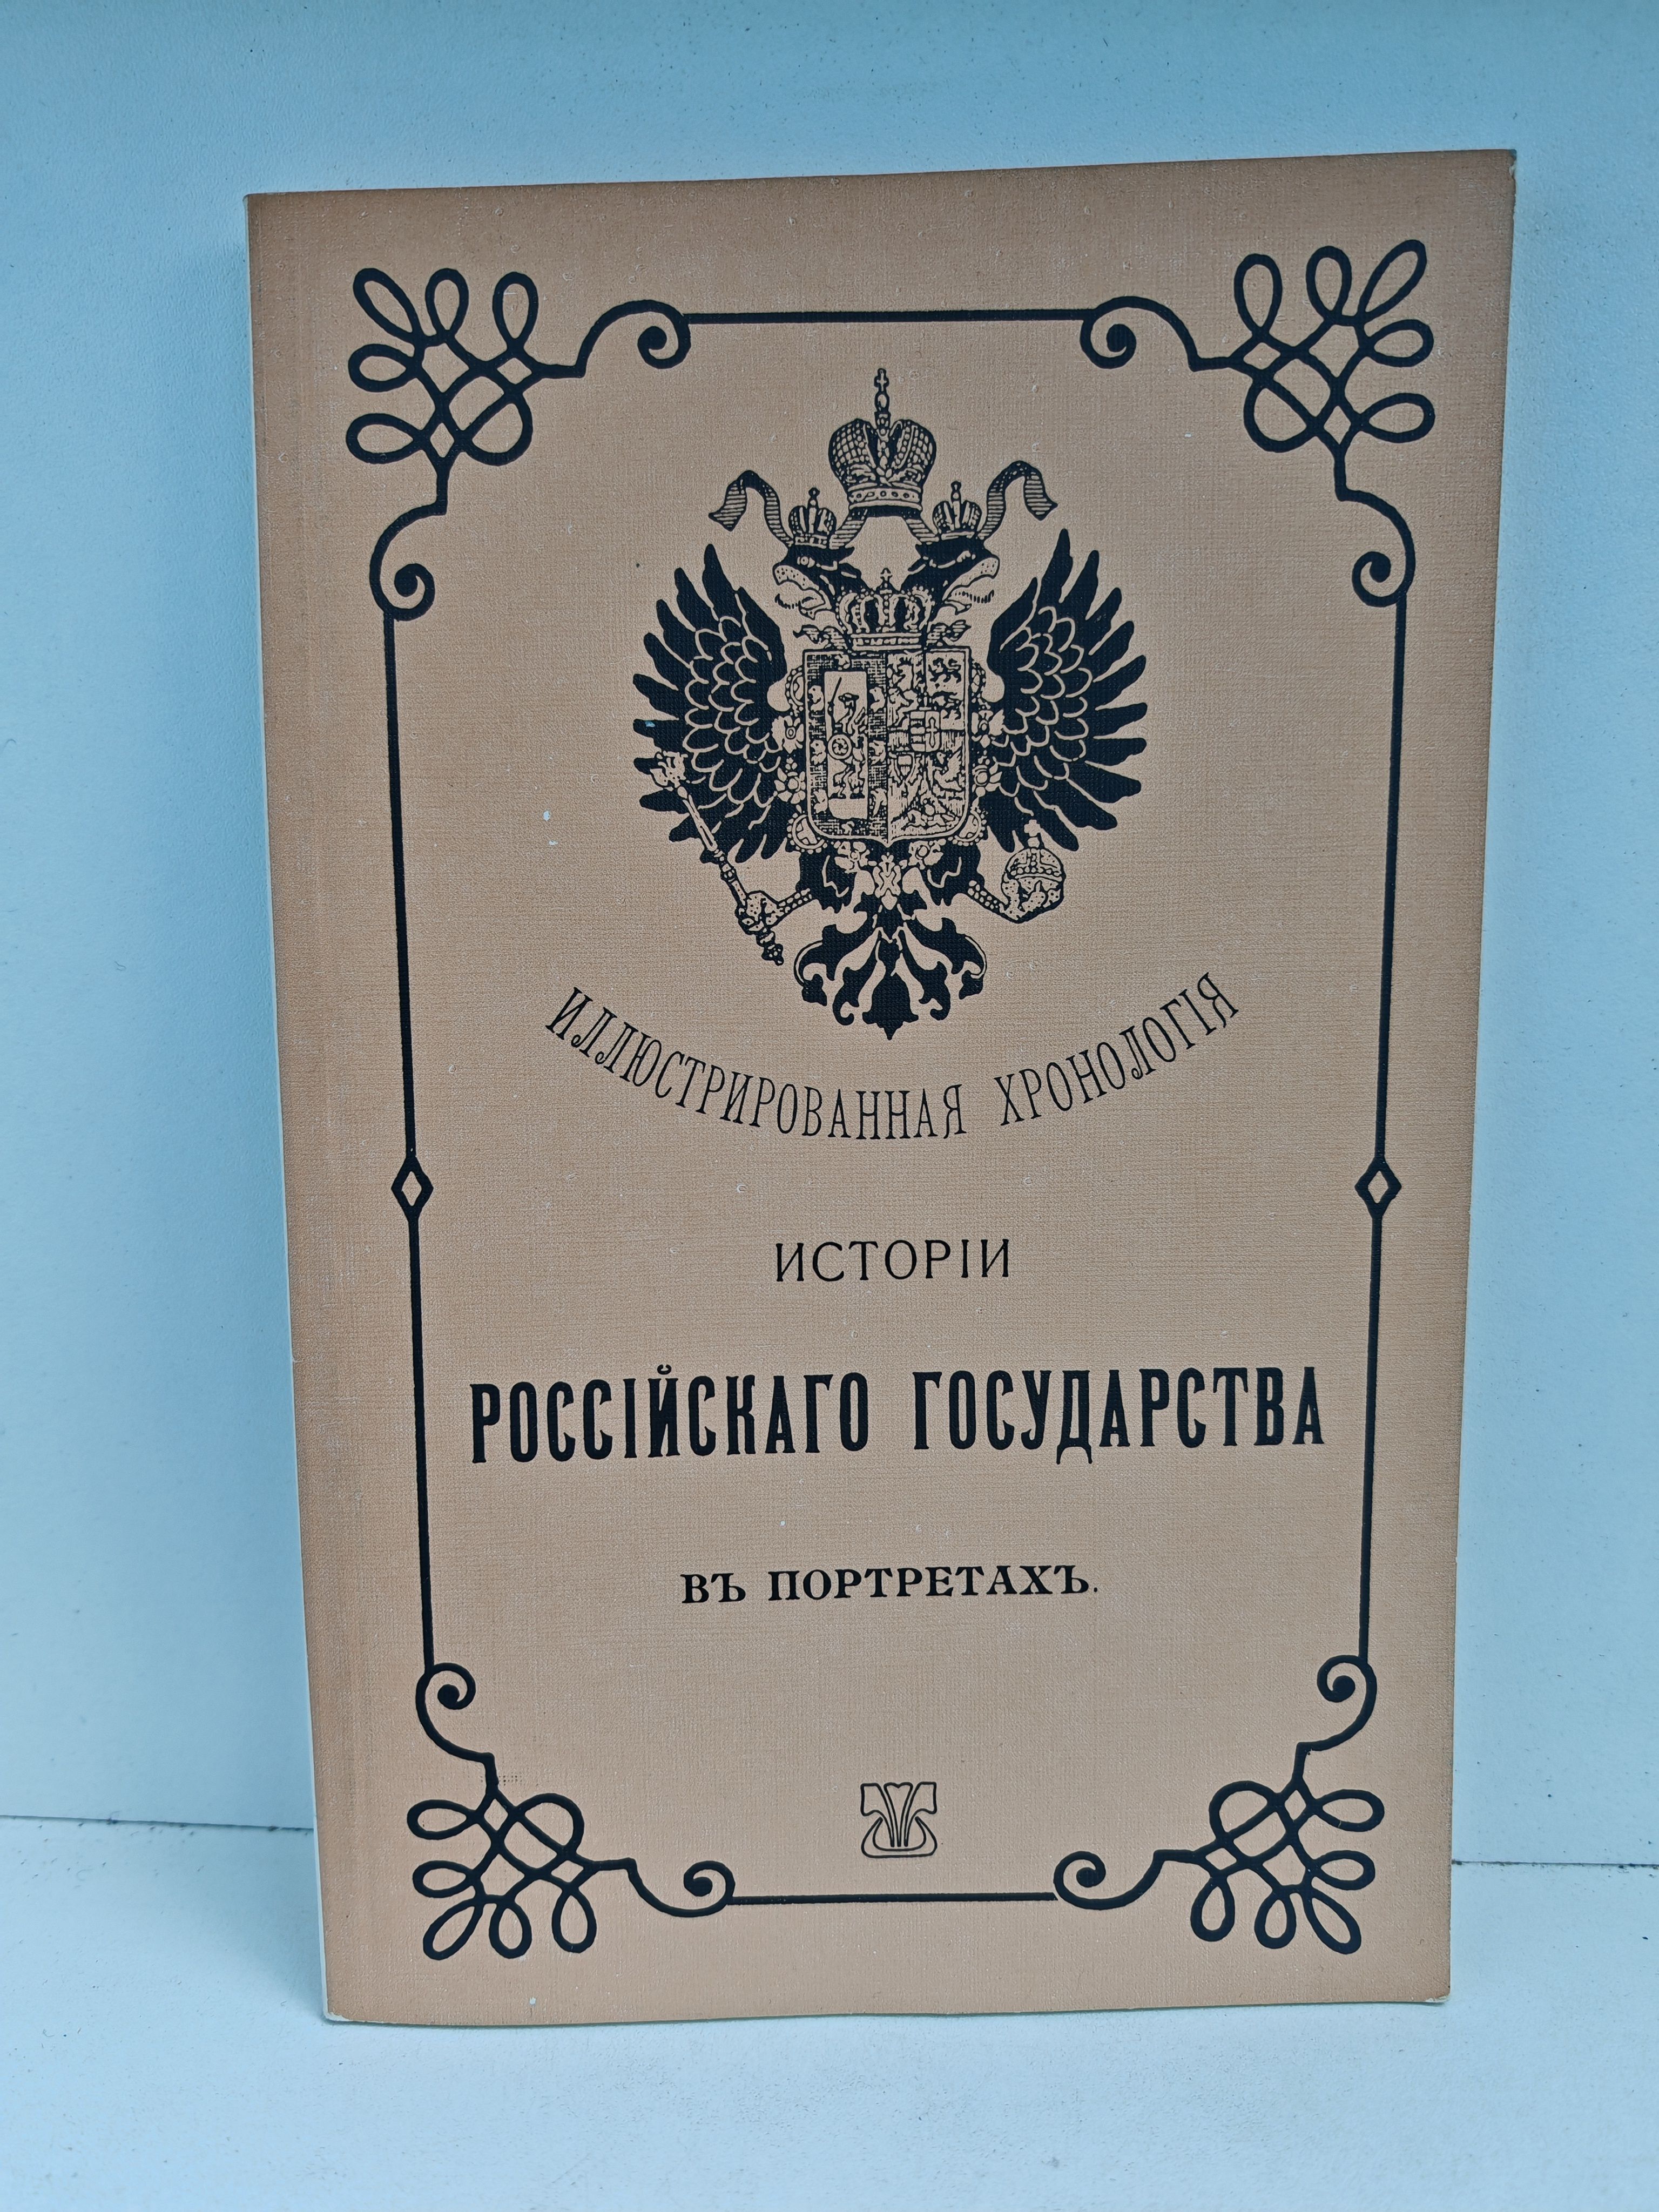 ИЛЛЮСТРИРОВАННАЯ ХРОНОЛОГІЯ
ИСТОРІИ
РОССІЙСКАГО ГОСУДАРСТВА
ВЪ ПОРТРЕТАХЪ.